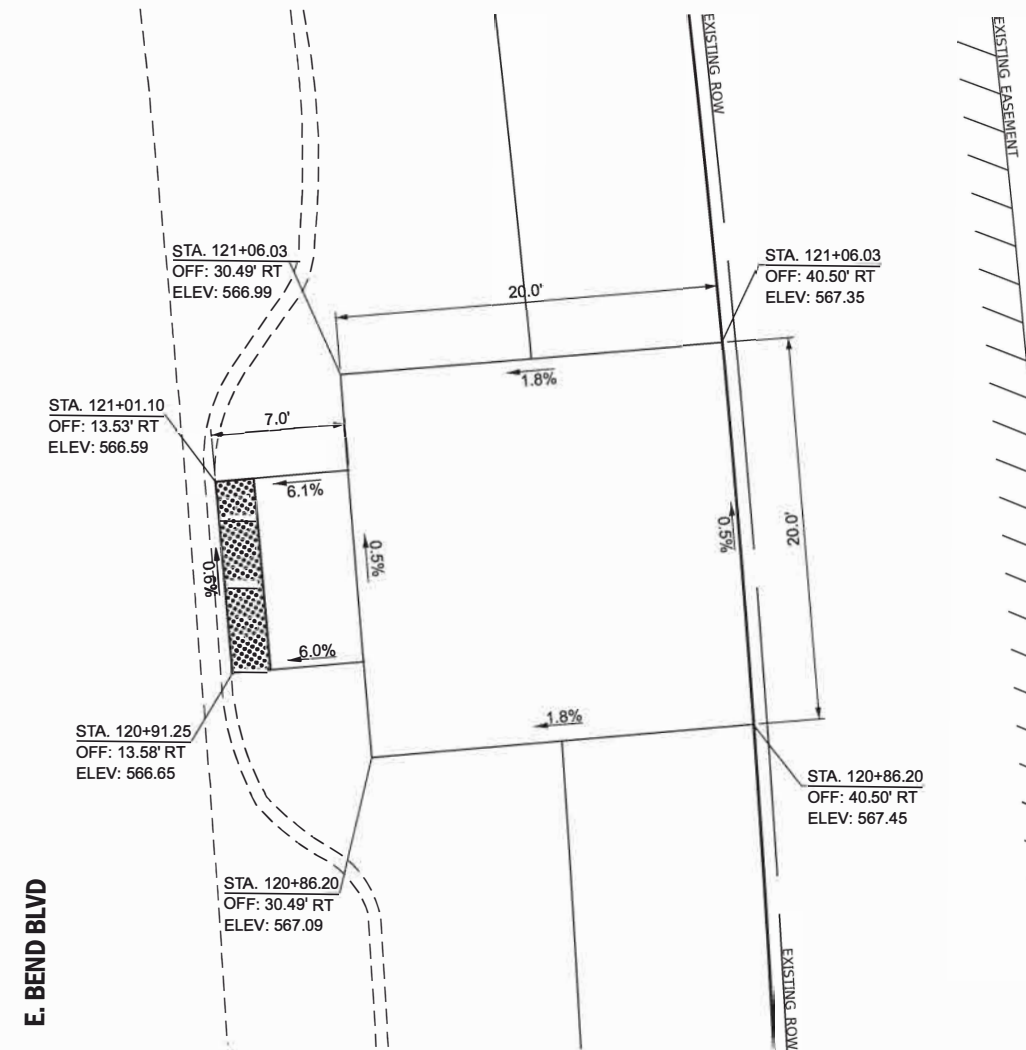 EXISTING ROW
EXISTING EASEMENT
STA. 121+06.03
OFF: 30.49' RT
ELEV: 566.99
STA. 121+06.03
OFF: 40.50' RT
ELEV: 567.35
20.0'
1.8%
STA. 121+01.10
OFF: 13.53' RT
ELEV: 566.59
7.0'
6.1%
0.6%
0.5%
0.5%
20.0'
6.0%
1.8%
STA. 120+91.25
OFF: 13.58' RT
ELEV: 566.65
STA. 120+86.20
OFF: 40.50' RT
ELEV: 567.45
STA. 120+86.20
OFF: 30.49' RT
ELEV: 567.09
E. BEND BLVD
EXISTING ROW